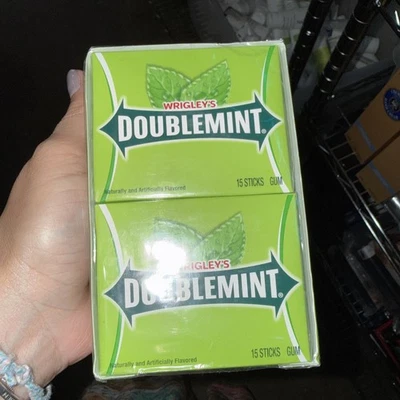 WRIGLEY'S
DOUBLEMINT®
Naturally and Artificially Flavored
15 STICKS GUM
WRIGLEY'S
DOUBLEMINT®
Naturally and Artificially Flavored
15 STICKS GUM